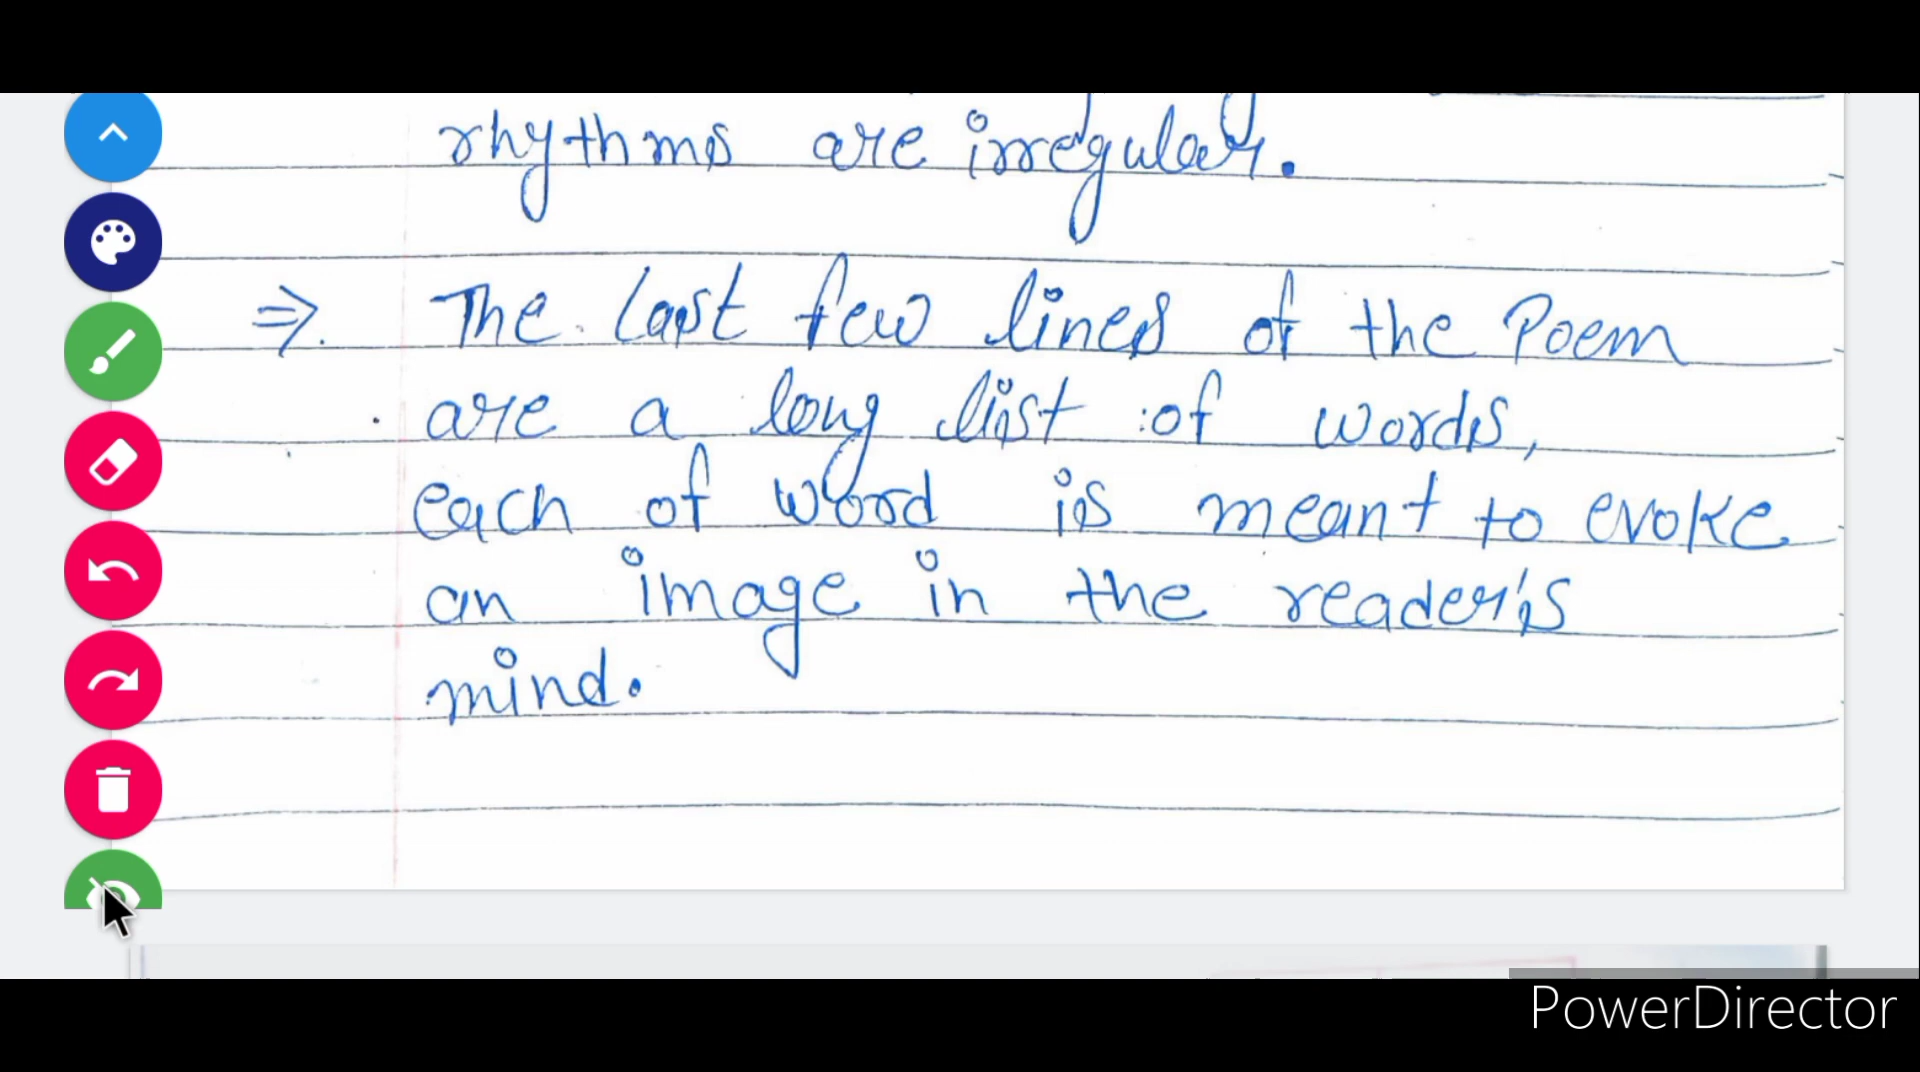 rhythms are irregular.
⇒. The last few lines of the Poem
are a long list of words,
each of word is meant to evoke
an image in the reader's
mind.
PowerDirector